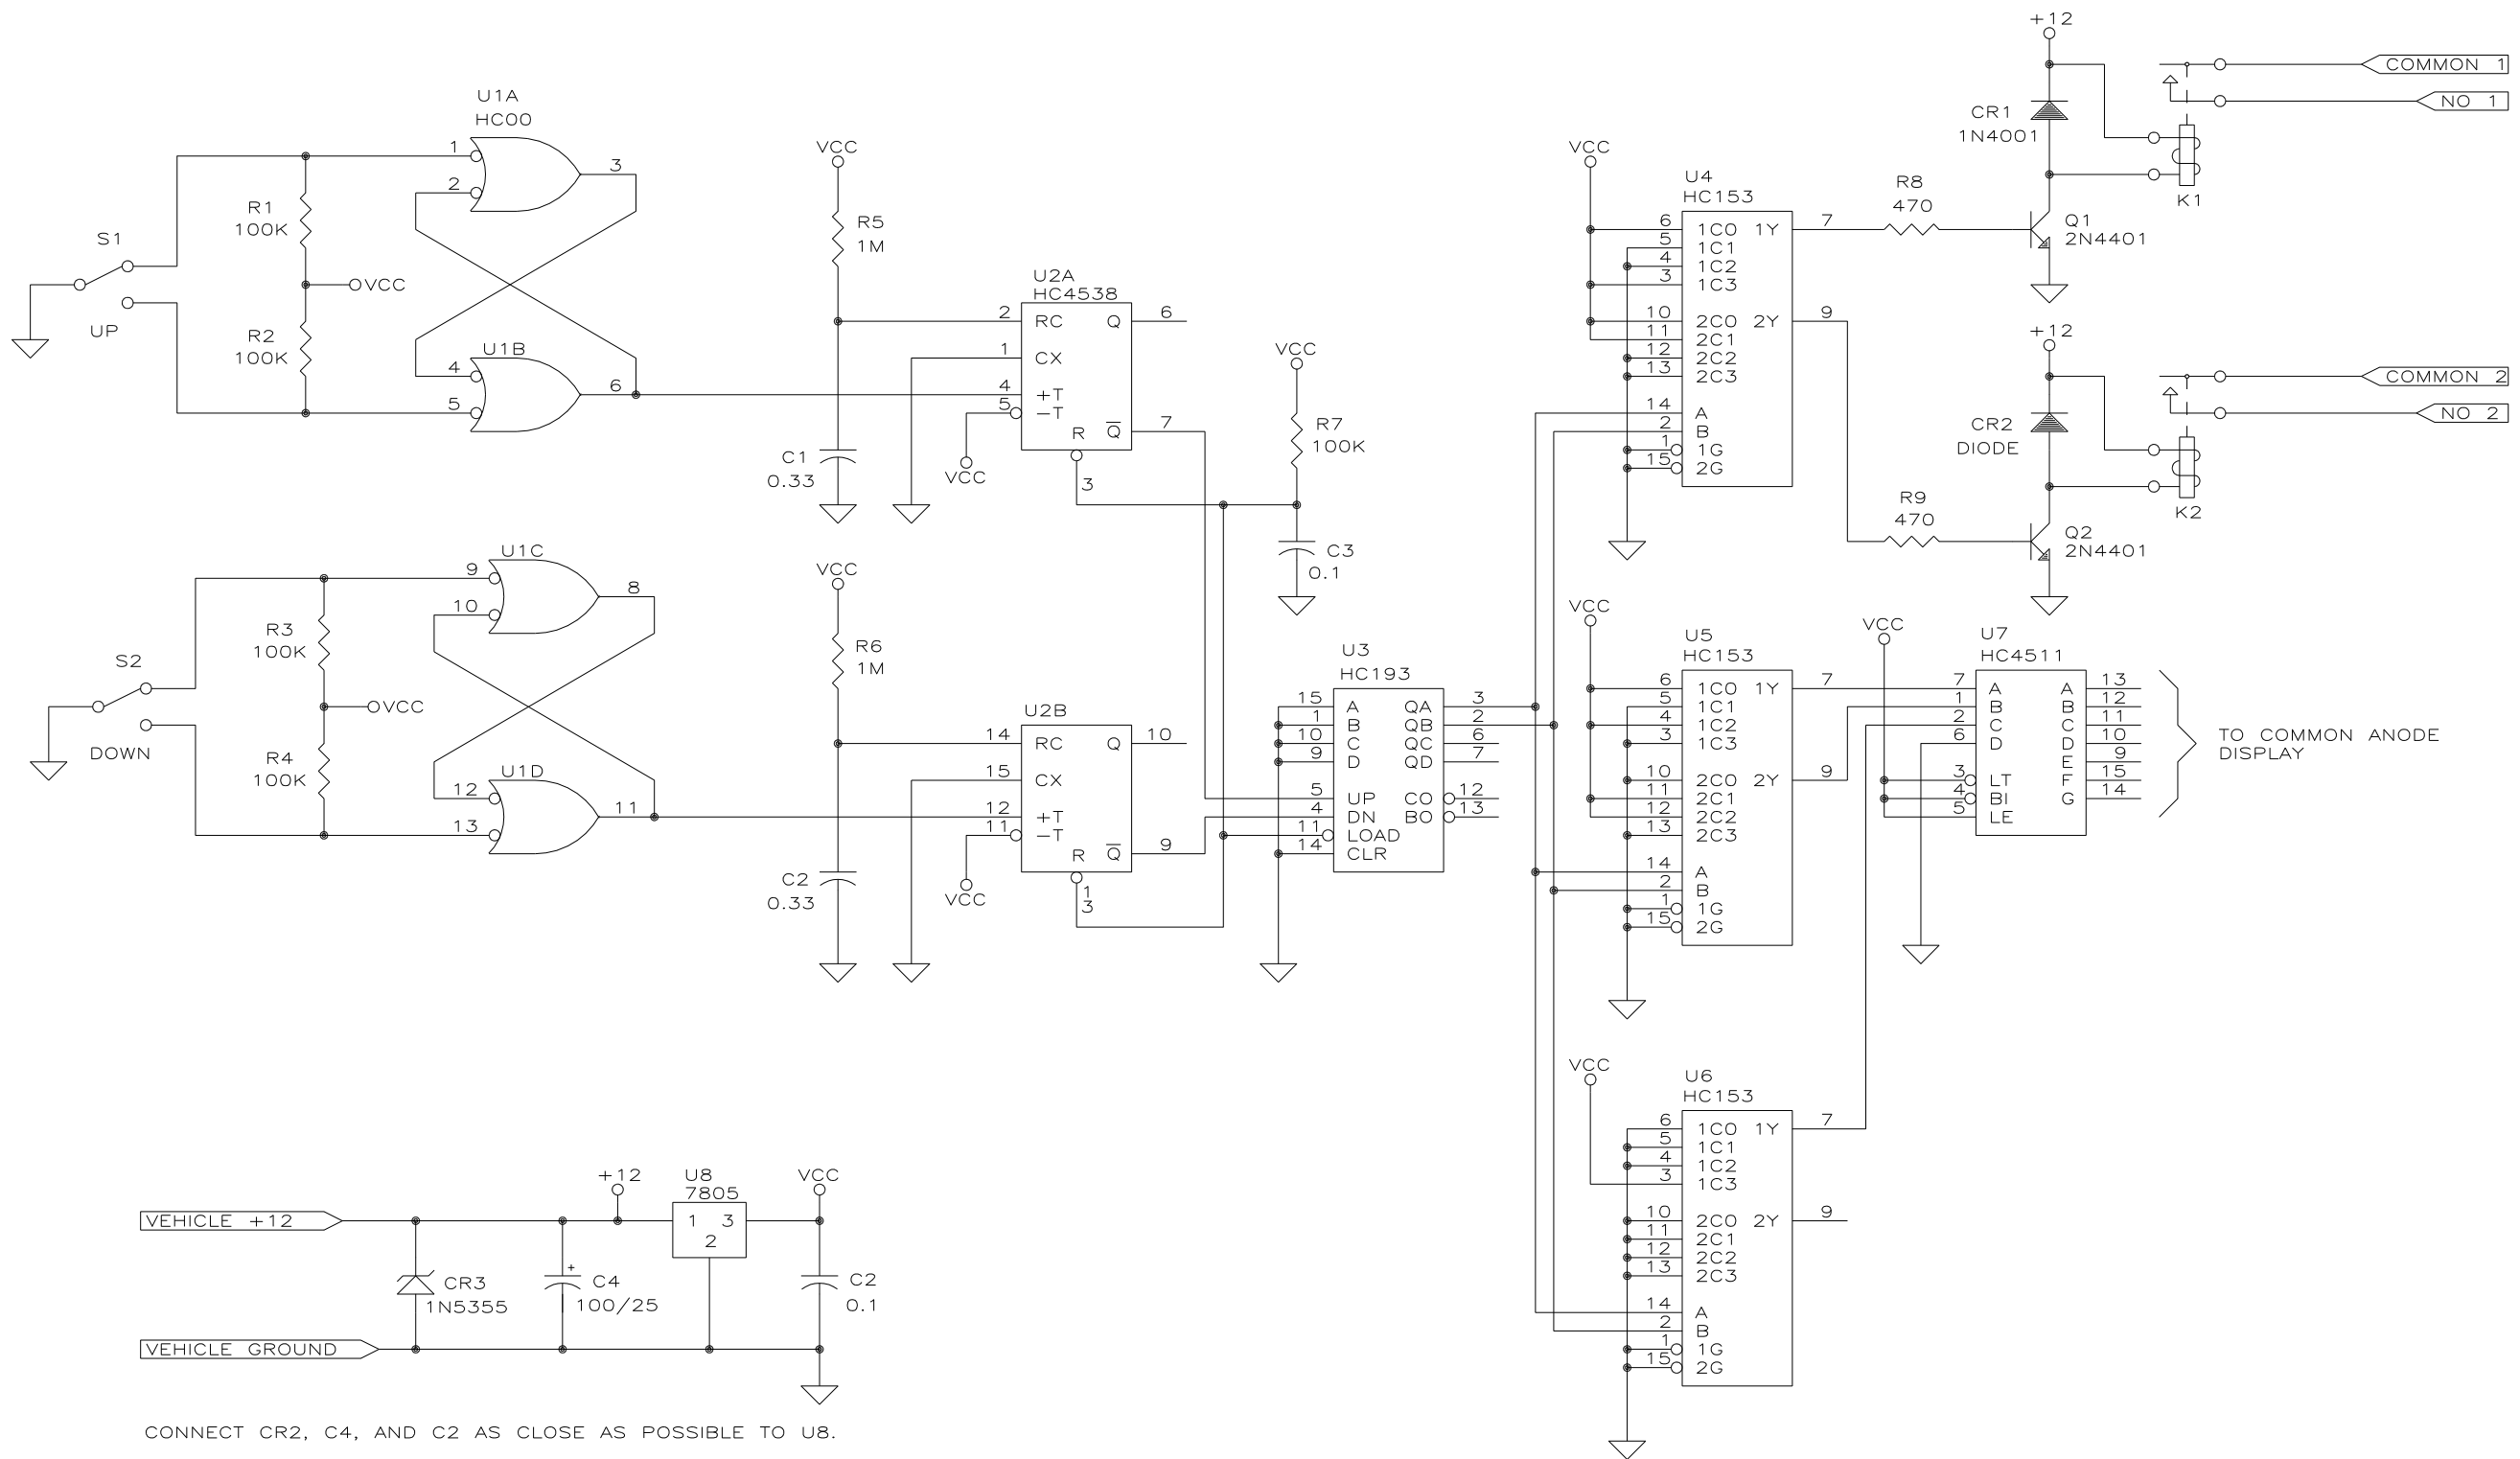 U1A
HC00
1
2
3
R1
100K
S1
VCC
UP
R2
100K
U1B
4
5
6
VCC
R5
1M
C1
0.33
U2A
HC4538
2 RC Q 6
1 CX
4 +T
5 -T
R Q 7
3
VCC
VCC
R7
100K
C3
0.1
U1C
9
10
8
R3
100K
S2
VCC
DOWN
R4
100K
U1D
12
13
11
VCC
R6
1M
C2
0.33
U2B
14 RC Q 10
15 CX
12 +T
11 -T
R Q 9
1
3
VCC
U3
HC193
15 A QA 3
1 B QB 2
10 C QC 6
9 D QD 7
5 UP CO 12
4 DN BO 13
11 LOAD
14 CLR
VCC
U4
HC153
6 1C0 1Y 7
5 1C1
4 1C2
3 1C3
10 2C0 2Y 9
11 2C1
12 2C2
13 2C3
14 A
2 B
1 1G
15 2G
R8
470
R9
470
+12
CR1
1N4001
Q1
2N4401
K1
COMMON 1
NO 1
+12
CR2
DIODE
Q2
2N4401
K2
COMMON 2
NO 2
VCC
U5
HC153
6 1C0 1Y 7
5 1C1
4 1C2
3 1C3
10 2C0 2Y 9
11 2C1
12 2C2
13 2C3
14 A
2 B
1 1G
15 2G
VCC
U7
HC4511
7 A A 13
1 B B 12
2 C C 11
6 D D 10
E 9
3 LT F 15
4 BI G 14
5 LE
TO COMMON ANODE
DISPLAY
VCC
U6
HC153
6 1C0 1Y 7
5 1C1
4 1C2
3 1C3
10 2C0 2Y 9
11 2C1
12 2C2
13 2C3
14 A
2 B
1 1G
15 2G
VEHICLE +12
+12
U8
7805
1 3
2
VCC
CR3
1N5355
+
C4
100/25
C2
0.1
VEHICLE GROUND
CONNECT CR2, C4, AND C2 AS CLOSE AS POSSIBLE TO U8.